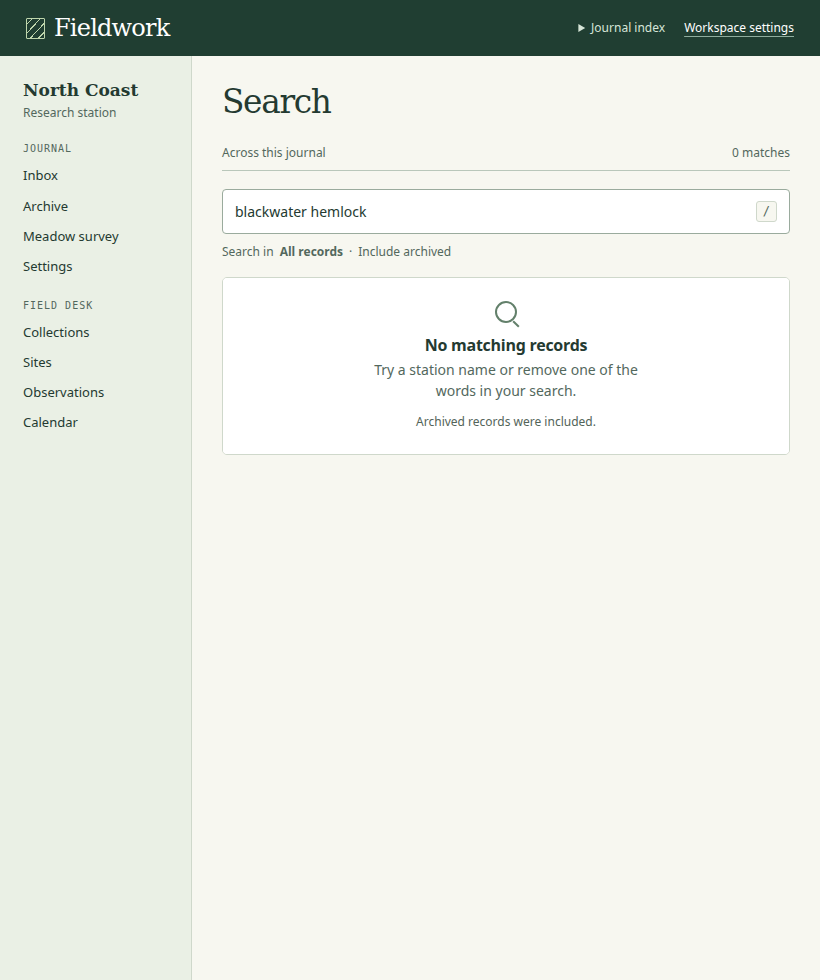 Fieldwork
Journal index
Workspace settings
North Coast
Research station
JOURNAL
Inbox
Archive
Meadow survey
Settings
FIELD DESK
Collections
Sites
Observations
Calendar
Search
Across this journal
0 matches
blackwater hemlock
/
Search in All records · Include archived
No matching records
Try a station name or remove one of the
words in your search.
Archived records were included.